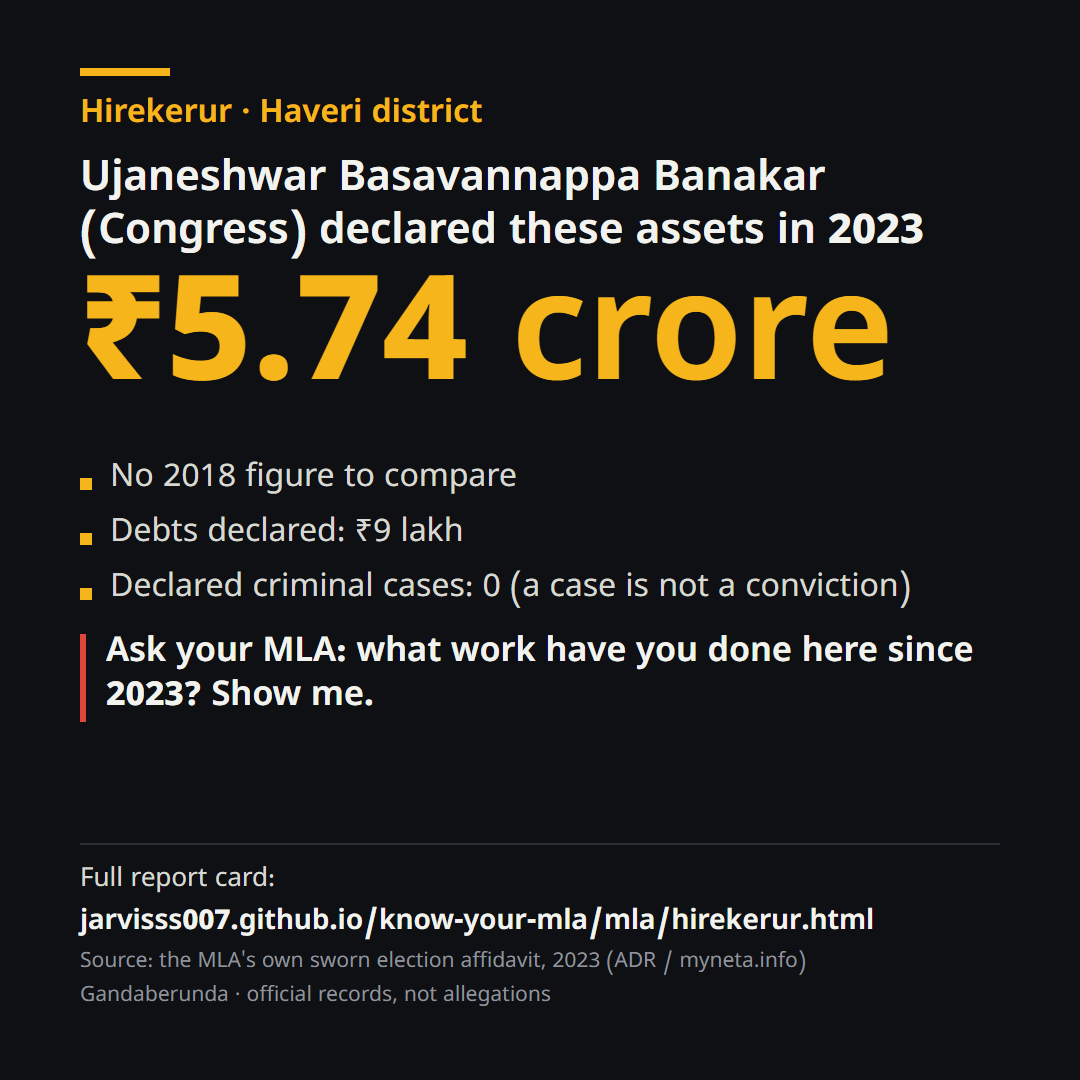 Hirekerur · Haveri district
Ujaneshwar Basavannappa Banakar
(Congress) declared these assets in 2023
₹5.74 crore
No 2018 figure to compare
Debts declared: ₹9 lakh
Declared criminal cases: 0 (a case is not a conviction)
Ask your MLA: what work have you done here since
2023? Show me.
Full report card:
jarvisss007.github.io/know-your-mla/mla/hirekerur.html
Source: the MLA's own sworn election affidavit, 2023 (ADR / myneta.info)
Gandaberunda · official records, not allegations